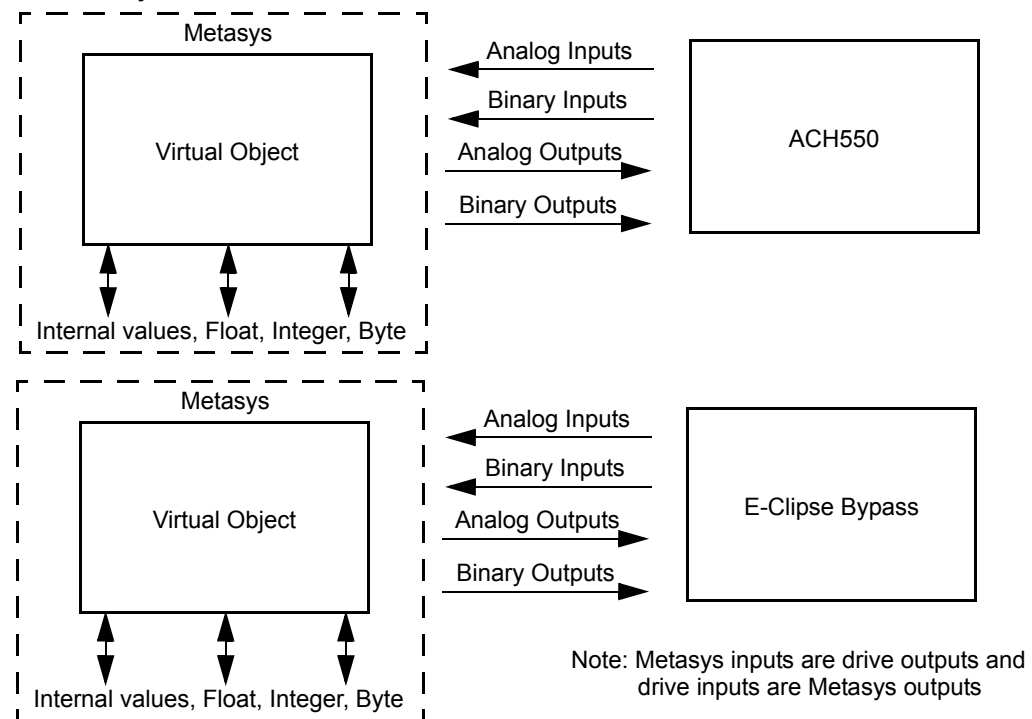 Metasys
Virtual Object
Internal values, Float, Integer, Byte
Analog Inputs
Binary Inputs
Analog Outputs
Binary Outputs
ACH550
Metasys
Virtual Object
Internal values, Float, Integer, Byte
Analog Inputs
Binary Inputs
Analog Outputs
Binary Outputs
E-Clipse Bypass
Note: Metasys inputs are drive outputs and
drive inputs are Metasys outputs